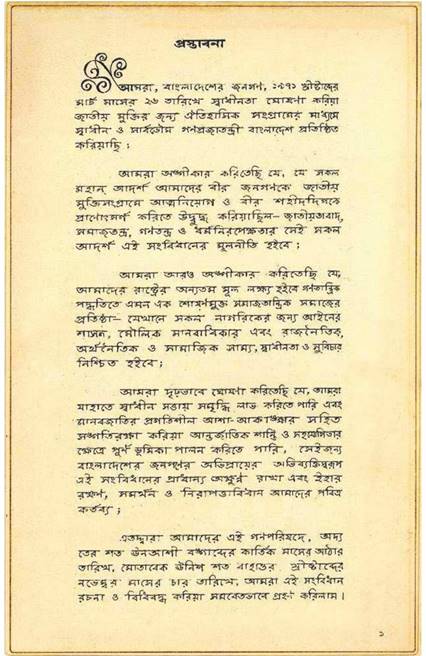 প্রস্তাবনা
আমরা, বাংলাদেশের জনগণ, ১৯৭১ খ্রীষ্টাব্দের
মার্চ মাসের ২৬ তারিখে স্বাধীনতা ঘোষণা করিয়া
জাতীয় মুক্তির জন্য ঐতিহাসিক সংগ্রামের মাধ্যমে
স্বাধীন ও সার্বভৌম গণপ্রজাতন্ত্রী বাংলাদেশ প্রতিষ্ঠিত
করিয়াছি ;
আমরা অঙ্গীকার করিতেছি যে, যে সকল
মহান্ আদর্শ আমাদের বীর জনগণকে জাতীয়
মুক্তিসংগ্রামে আত্মনিয়োগ ও বীর শহীদদিগকে
প্রাণোৎসর্গ করিতে উদ্বুদ্ধ করিয়াছিল— জাতীয়তাবাদ,
সমাজতন্ত্র, গণতন্ত্র ও ধর্মনিরপেক্ষতার সেই সকল
আদর্শ এই সংবিধানের মূলনীতি হইবে ;
আমরা আরও অঙ্গীকার করিতেছি যে,
আমাদের রাষ্ট্রের অন্যতম মূল লক্ষ্য হইবে গণতান্ত্রিক
পদ্ধতিতে এমন এক শোষণমুক্ত সমাজতান্ত্রিক সমাজের
প্রতিষ্ঠা— যেখানে সকল নাগরিকের জন্য আইনের
শাসন, মৌলিক মানবাধিকার এবং রাজনৈতিক,
অর্থনৈতিক ও সামাজিক সাম্য, স্বাধীনতা ও সুবিচার
নিশ্চিত হইবে ;
আমরা দৃঢ়ভাবে ঘোষণা করিতেছি যে, আমরা
যাহাতে স্বাধীন সত্তায় সমৃদ্ধি লাভ করিতে পারি এবং
মানবজাতির প্রগতিশীল আশা-আকাঙ্ক্ষার সহিত
সঙ্গতিরক্ষা করিয়া আন্তর্জাতিক শান্তি ও সহযোগিতার
ক্ষেত্রে পূর্ণ ভূমিকা পালন করিতে পারি, সেইজন্য
বাংলাদেশের জনগণের অভিপ্রায়ের অভিব্যক্তিস্বরূপ
এই সংবিধানের প্রাধান্য অক্ষুণ্ণ রাখা এবং ইহার
রক্ষণ, সমর্থন ও নিরাপত্তাবিধান আমাদের পবিত্র
কর্তব্য ;
এতদ্দ্বারা আমাদের এই গণপরিষদে, অদ্য
তের শত ঊনআশী বঙ্গাব্দের কার্তিক মাসের আঠার
তারিখ, মোতাবেক ঊনিশ শত বাহাত্তর খ্রীষ্টাব্দের
নভেম্বর মাসের চার তারিখে, আমরা এই সংবিধান
রচনা ও বিধিবদ্ধ করিয়া সমবেতভাবে গ্রহণ করিলাম ।
১